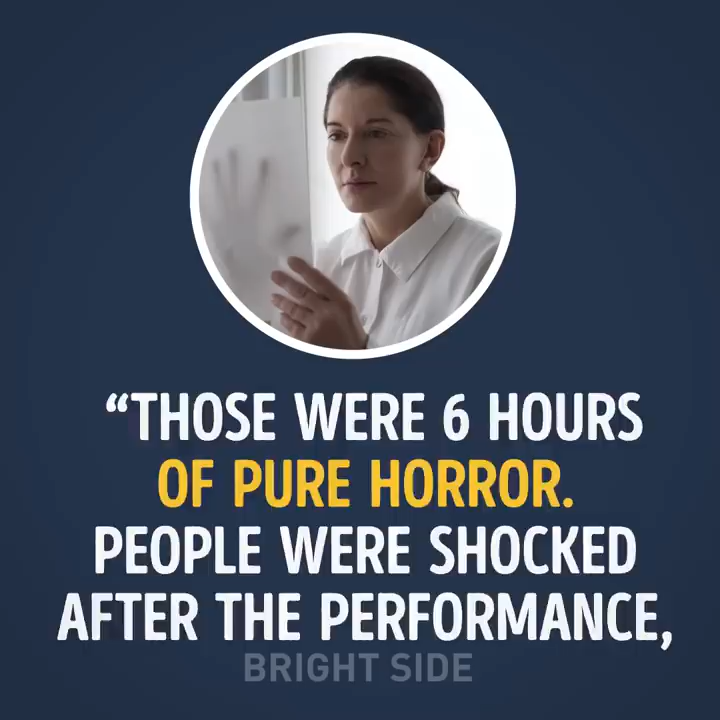 “THOSE WERE 6 HOURS
OF PURE HORROR.
PEOPLE WERE SHOCKED
AFTER THE PERFORMANCE,
BRIGHT SIDE